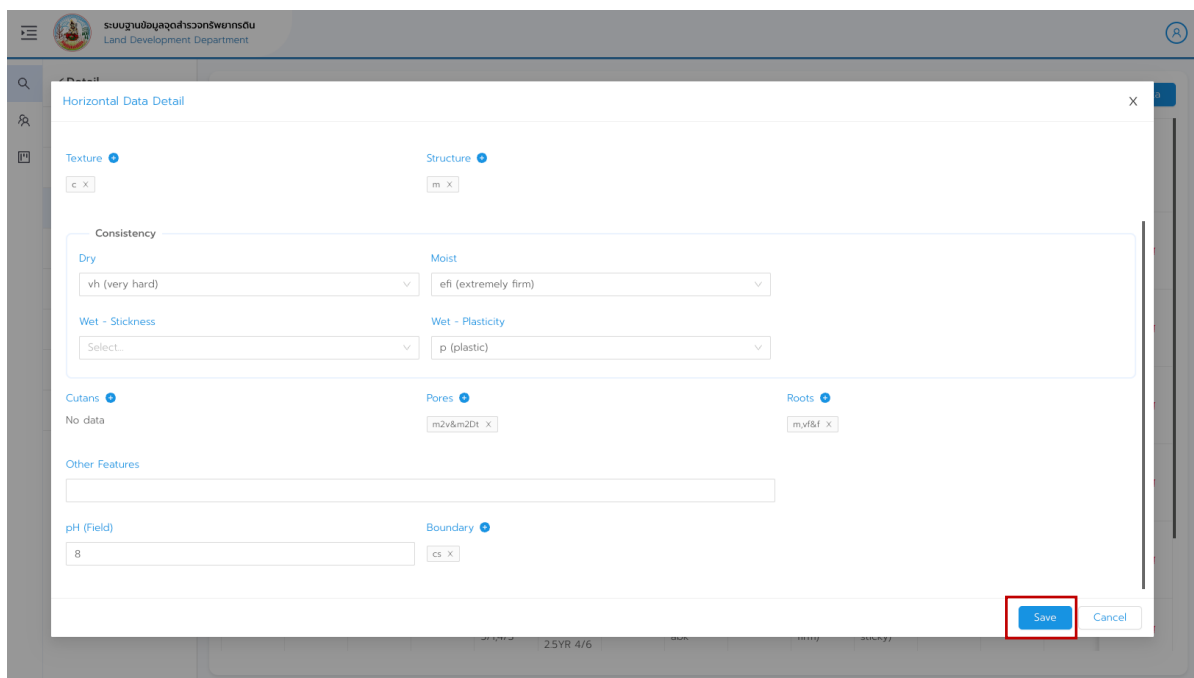 ระบบฐานข้อมูลจุดสำรวจทรัพยากรดิน
Land Development Department
Horizontal Data Detail X
Texture
Structure
c X
m X
Consistency
Dry
Moist
vh (very hard)
efi (extremely firm)
Wet - Stickness
Wet - Plasticity
Select...
p (plastic)
Cutans
Pores
Roots
No data
m2v&m2Dt X
m,vf&f X
Other Features
pH (Field)
Boundary
8
cs X
Save
Cancel
2.5YR 4/6